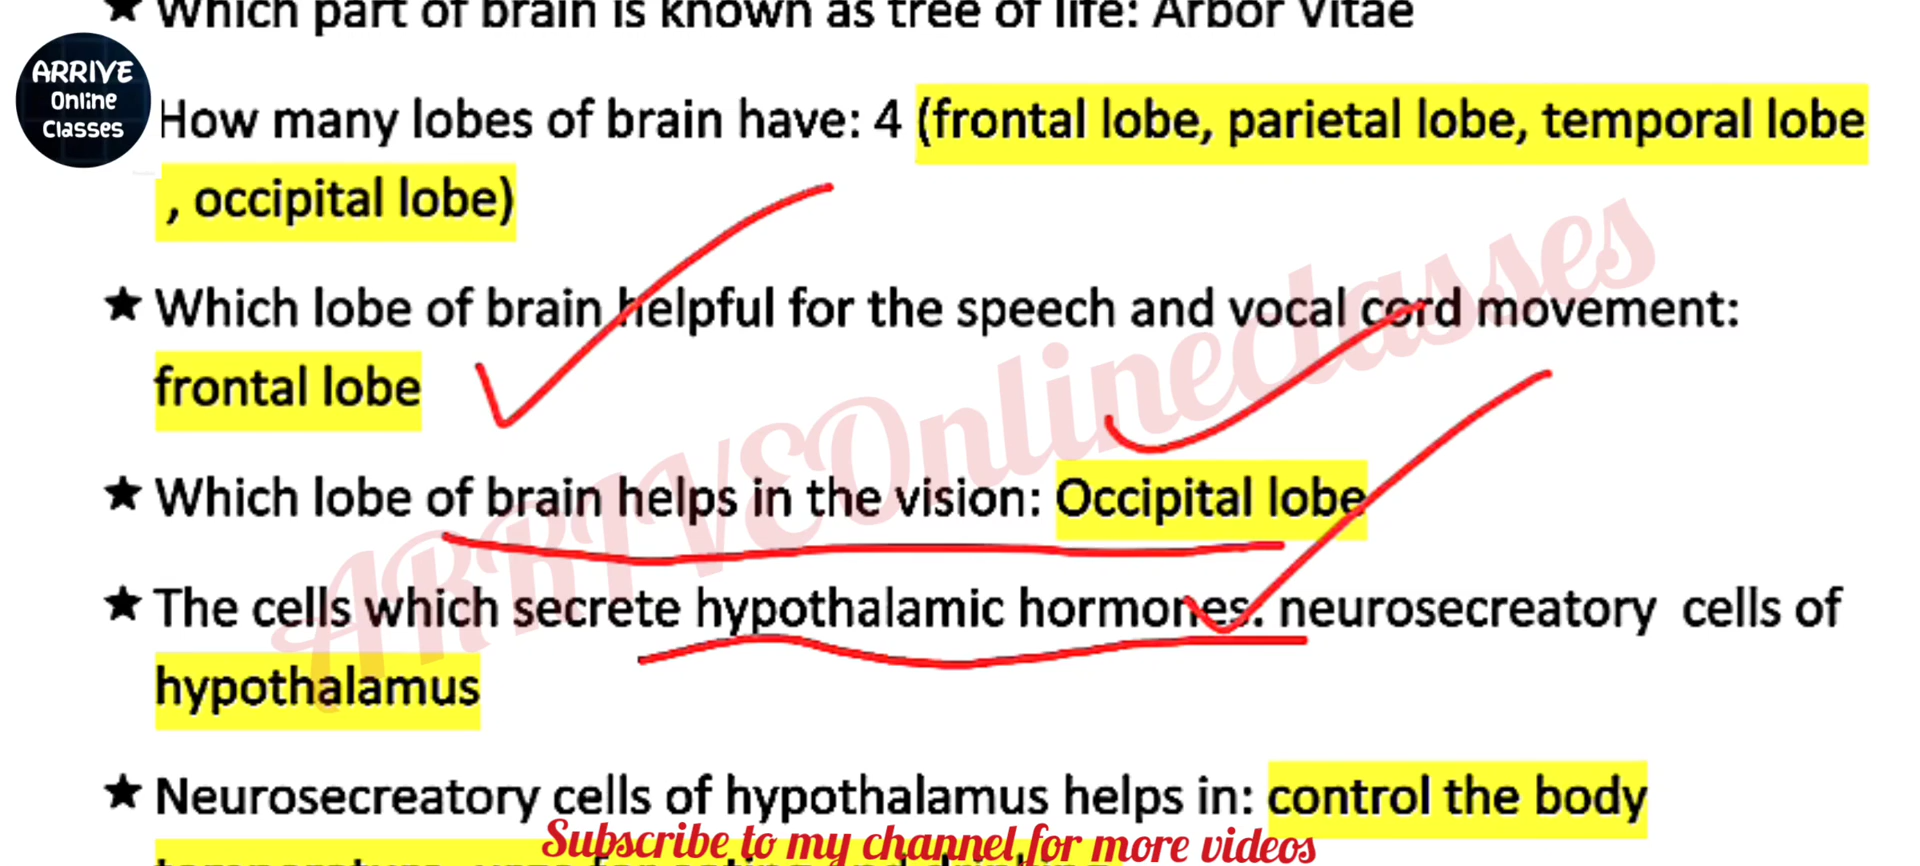 ★ Which part of brain is known as tree of life: Arbor Vitae
ARRIVE
Online
Classes
How many lobes of brain have: 4 (frontal lobe, parietal lobe, temporal lobe
, occipital lobe)
★ Which lobe of brain helpful for the speech and vocal cord movement:
frontal lobe
★ Which lobe of brain helps in the vision: Occipital lobe
★ The cells which secrete hypothalamic hormones: neurosecreatory cells of
hypothalamus
★ Neurosecreatory cells of hypothalamus helps in: control the body
Subscribe to my channel for more videos
ARRIVEOnlineclasses